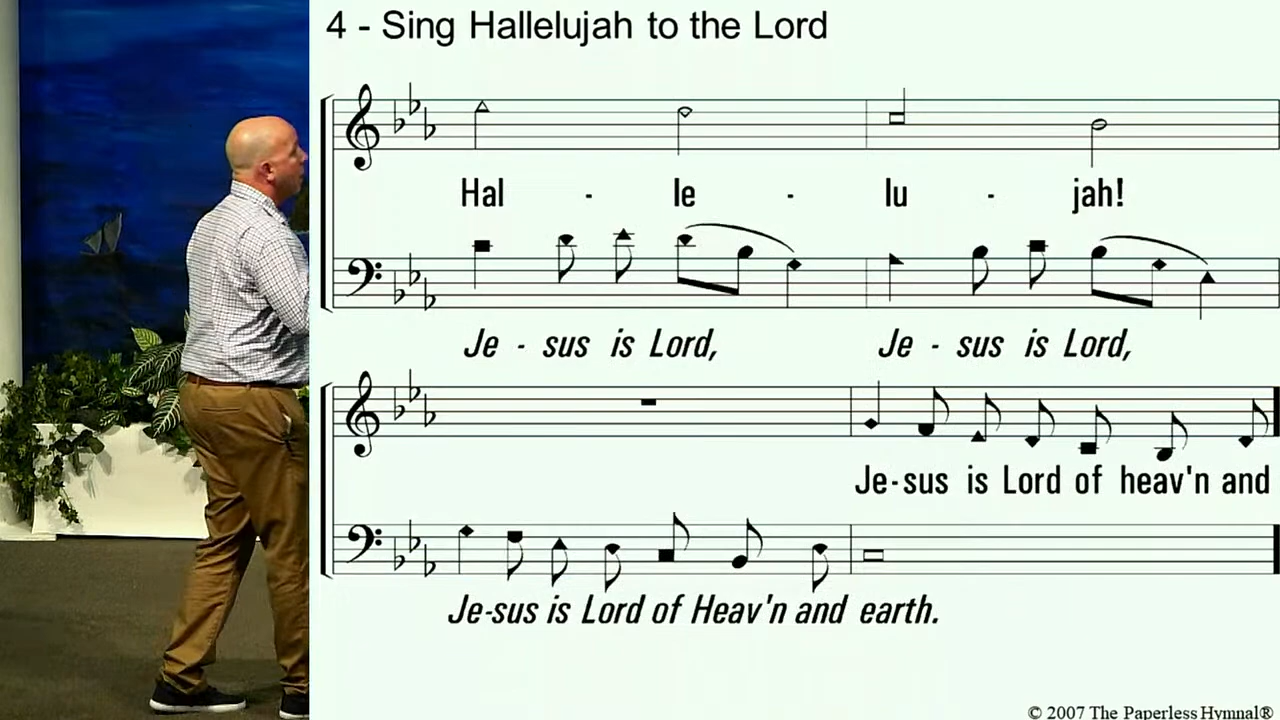 4 - Sing Hallelujah to the Lord
Hal - le - lu - jah!
Je - sus is Lord, Je - sus is Lord,
Je-sus is Lord of heav'n and
Je-sus is Lord of Heav'n and earth.
© 2007 The Paperless Hymnal®